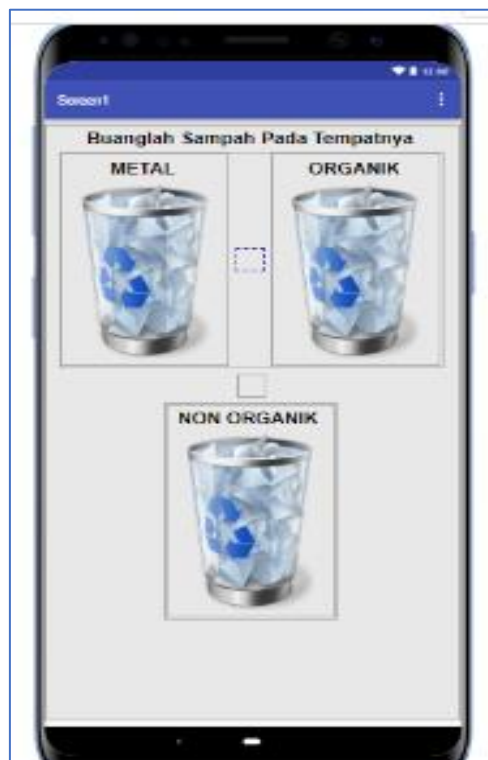 Screen1
Buanglah Sampah Pada Tempatnya
METAL
ORGANIK
NON ORGANIK